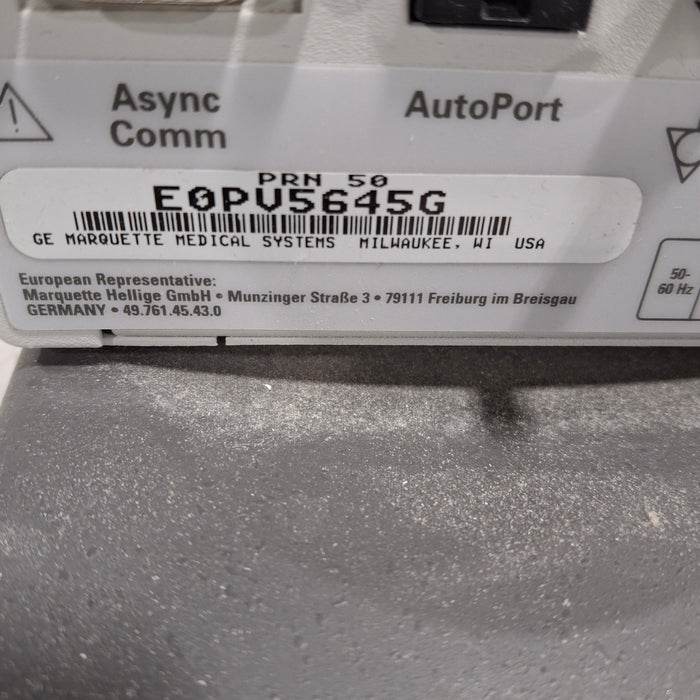 Async
Comm
AutoPort
PRN 50
E0PV5645G
GE MARQUETTE MEDICAL SYSTEMS MILWAUKEE, WI USA
European Representative:
Marquette Hellige GmbH • Munzinger Straße 3 • 79111 Freiburg im Breisgau
GERMANY • 49.761.45.43.0
50-
60 Hz